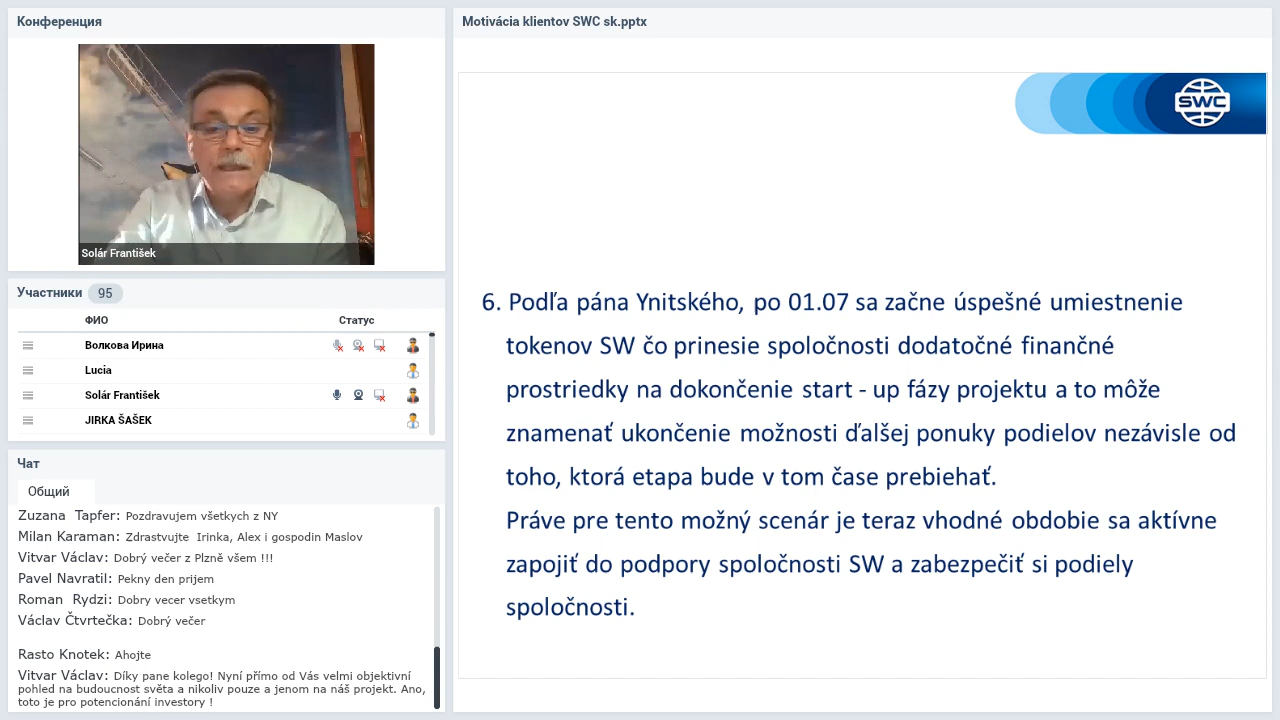 Конференция
Solár František
Участники 95
ФИО Статус
Волкова Ирина
Lucia
Solár František
JIRKA ŠAŠEK
Чат
Общий
Zuzana Tapfer: Pozdravujem všetkych z NY
Milan Karaman: Zdrastvujte Irinka, Alex i gospodin Maslov
Vitvar Václav: Dobrý večer z Plzně všem !!!
Pavel Navratil: Pekny den prijem
Roman Rydzi: Dobry vecer vsetkym
Václav Čtvrtečka: Dobrý večer
Rasto Knotek: Ahojte
Vitvar Václav: Díky pane kolego! Nyní přímo od Vás velmi objektivní
pohled na budoucnost světa a nikoliv pouze a jenom na náš projekt. Ano,
toto je pro potencionání investory !
Motivácia klientov SWC sk.pptx
SWC
6. Podľa pána Ynitského, po 01.07 sa začne úspešné umiestnenie
tokenov SW čo prinesie spoločnosti dodatočné finančné
prostriedky na dokončenie start - up fázy projektu a to môže
znamenať ukončenie možnosti ďalšej ponuky podielov nezávisle od
toho, ktorá etapa bude v tom čase prebiehať.
Práve pre tento možný scenár je teraz vhodné obdobie sa aktívne
zapojiť do podpory spoločnosti SW a zabezpečiť si podiely
spoločnosti.